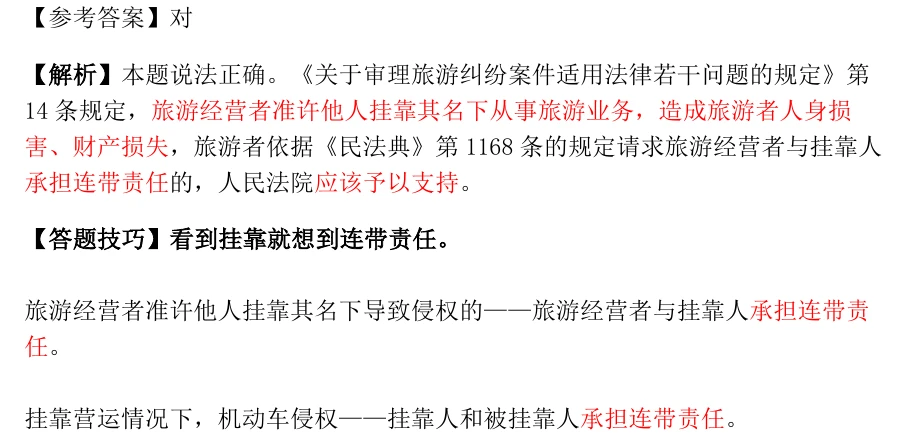 【参考答案】对
【解析】本题说法正确。《关于审理旅游纠纷案件适用法律若干问题的规定》第
14 条规定，旅游经营者准许他人挂靠其名下从事旅游业务，造成旅游者人身损
害、财产损失，旅游者依据《民法典》第 1168 条的规定请求旅游经营者与挂靠人
承担连带责任的，人民法院应该予以支持。
【答题技巧】看到挂靠就想到连带责任。
旅游经营者准许他人挂靠其名下导致侵权的——旅游经营者与挂靠人承担连带责
任。
挂靠营运情况下，机动车侵权——挂靠人和被挂靠人承担连带责任。